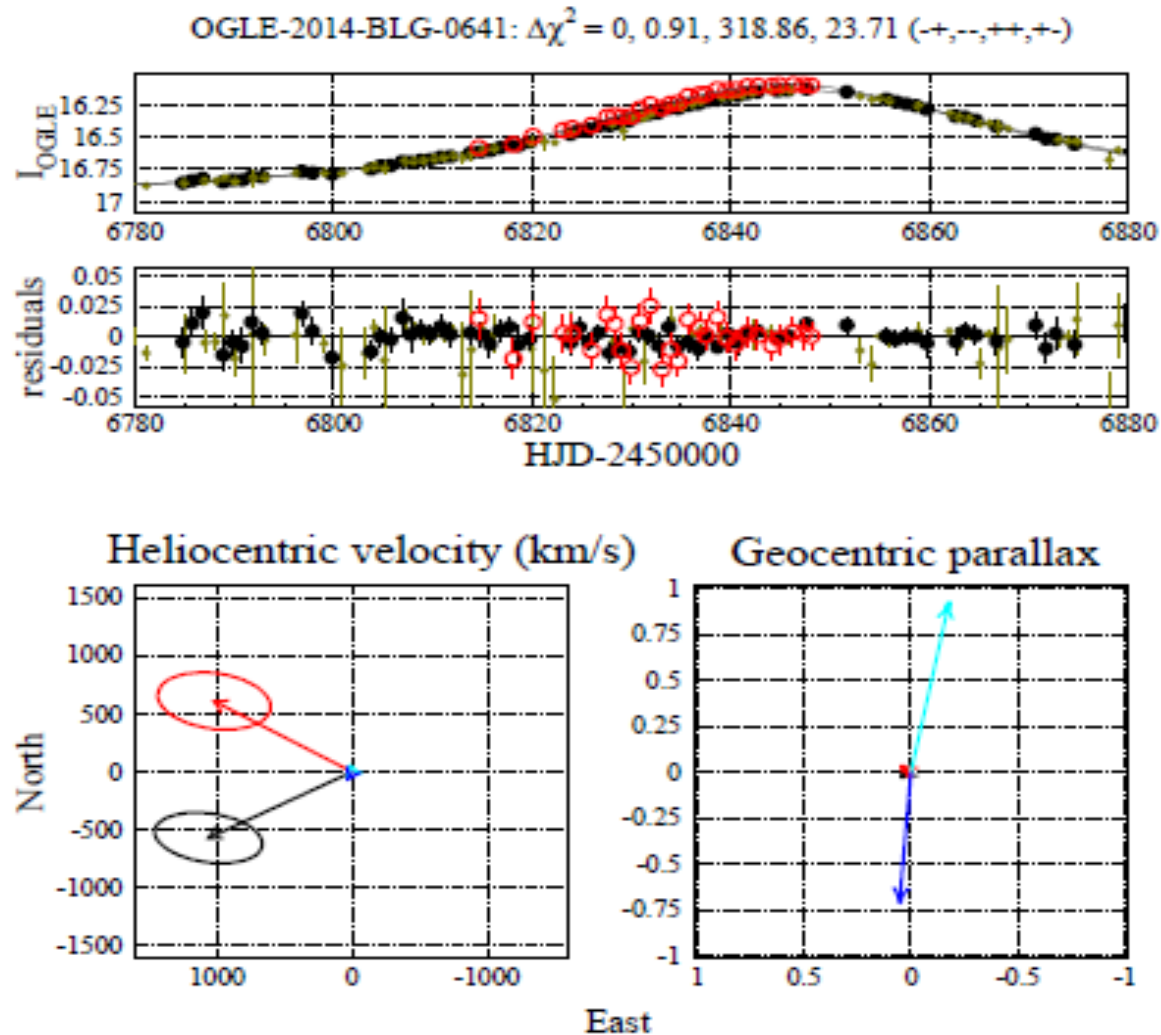 OGLE-2014-BLG-0641: Δχ² = 0, 0.91, 318.86, 23.71 (-+,--,++,+-)
I_OGLE
16.25
16.5
16.75
17
6780 6800 6820 6840 6860 6880
residuals
0.05
0.025
0
-0.025
-0.05
6780 6800 6820 6840 6860 6880
HJD-2450000
Heliocentric velocity (km/s)
North
1500
1000
500
0
-500
-1000
-1500
1000 0 -1000
Geocentric parallax
1
0.75
0.5
0.25
0
-0.25
-0.5
-0.75
-1
1 0.5 0 -0.5 -1
East